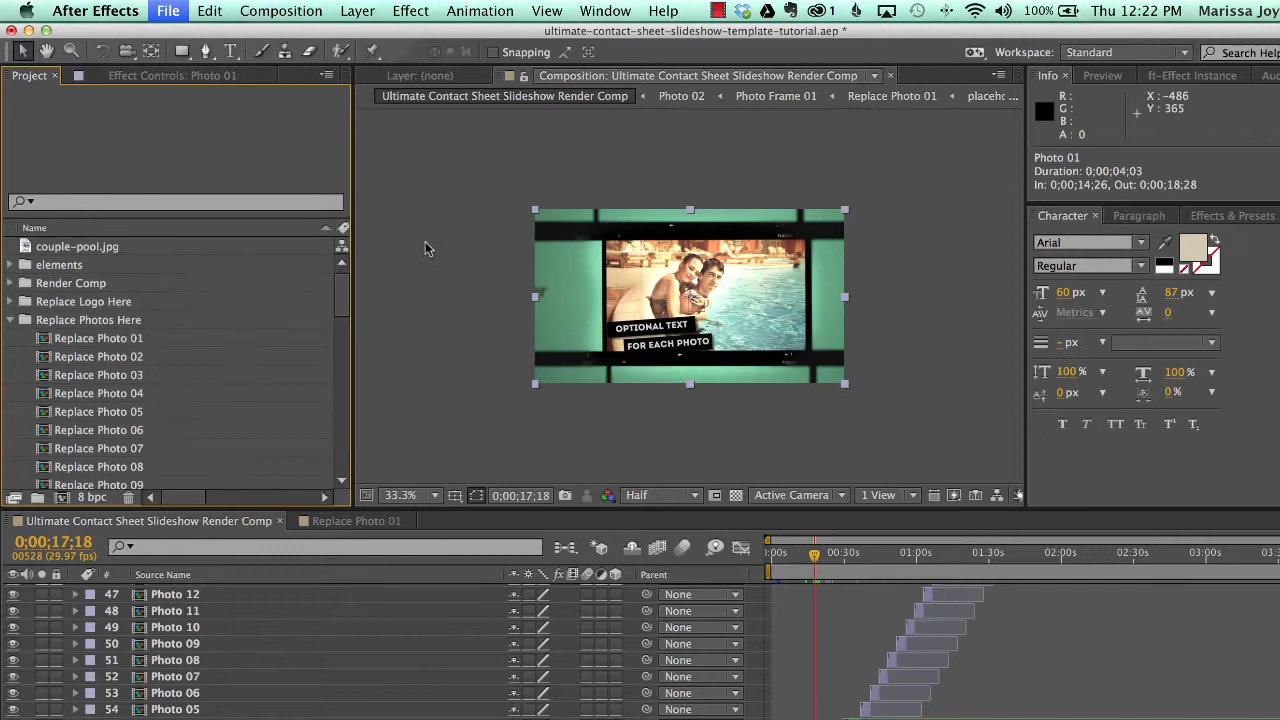 After Effects File Edit Composition Layer Effect Animation View Window Help 1 100% Thu 12:22 PM Marissa Joy
ultimate-contact-sheet-slideshow-template-tutorial.aep *
Snapping Workspace: Standard Search Help
Project Effect Controls: Photo 01 Layer: (none) Composition: Ultimate Contact Sheet Slideshow Render Comp Info Preview ft-Effect Instance Au
Ultimate Contact Sheet Slideshow Render Comp Photo 02 Photo Frame 01 Replace Photo 01 placeho ...
R: X: -486
G: Y: 365
B:
A: 0
Photo 01
Duration: 0;00;04;03
In: 0;00;14;26, Out: 0;00;18;28
Name
couple-pool.jpg
elements
Render Comp
Replace Logo Here
Replace Photos Here
Replace Photo 01
Replace Photo 02
Replace Photo 03
Replace Photo 04
Replace Photo 05
Replace Photo 06
Replace Photo 07
Replace Photo 08
Replace Photo 09
8 bpc
OPTIONAL TEXT
FOR EACH PHOTO
Character Paragraph Effects & Presets
Arial
Regular
60 px 87 px
Metrics 0
- px
100% 100%
0 px 0%
T T TT Tt T¹ T₁
33.3% 0;00;17;18 Half Active Camera 1 View
Ultimate Contact Sheet Slideshow Render Comp Replace Photo 01
0;00;17;18
00528 (29.97 fps)
:00s 00:30s 01:00s 01:30s 02:00s 02:30s 03:00s 03:
# Source Name fx Parent
47 Photo 12 None
48 Photo 11 None
49 Photo 10 None
50 Photo 09 None
51 Photo 08 None
52 Photo 07 None
53 Photo 06 None
54 Photo 05 None